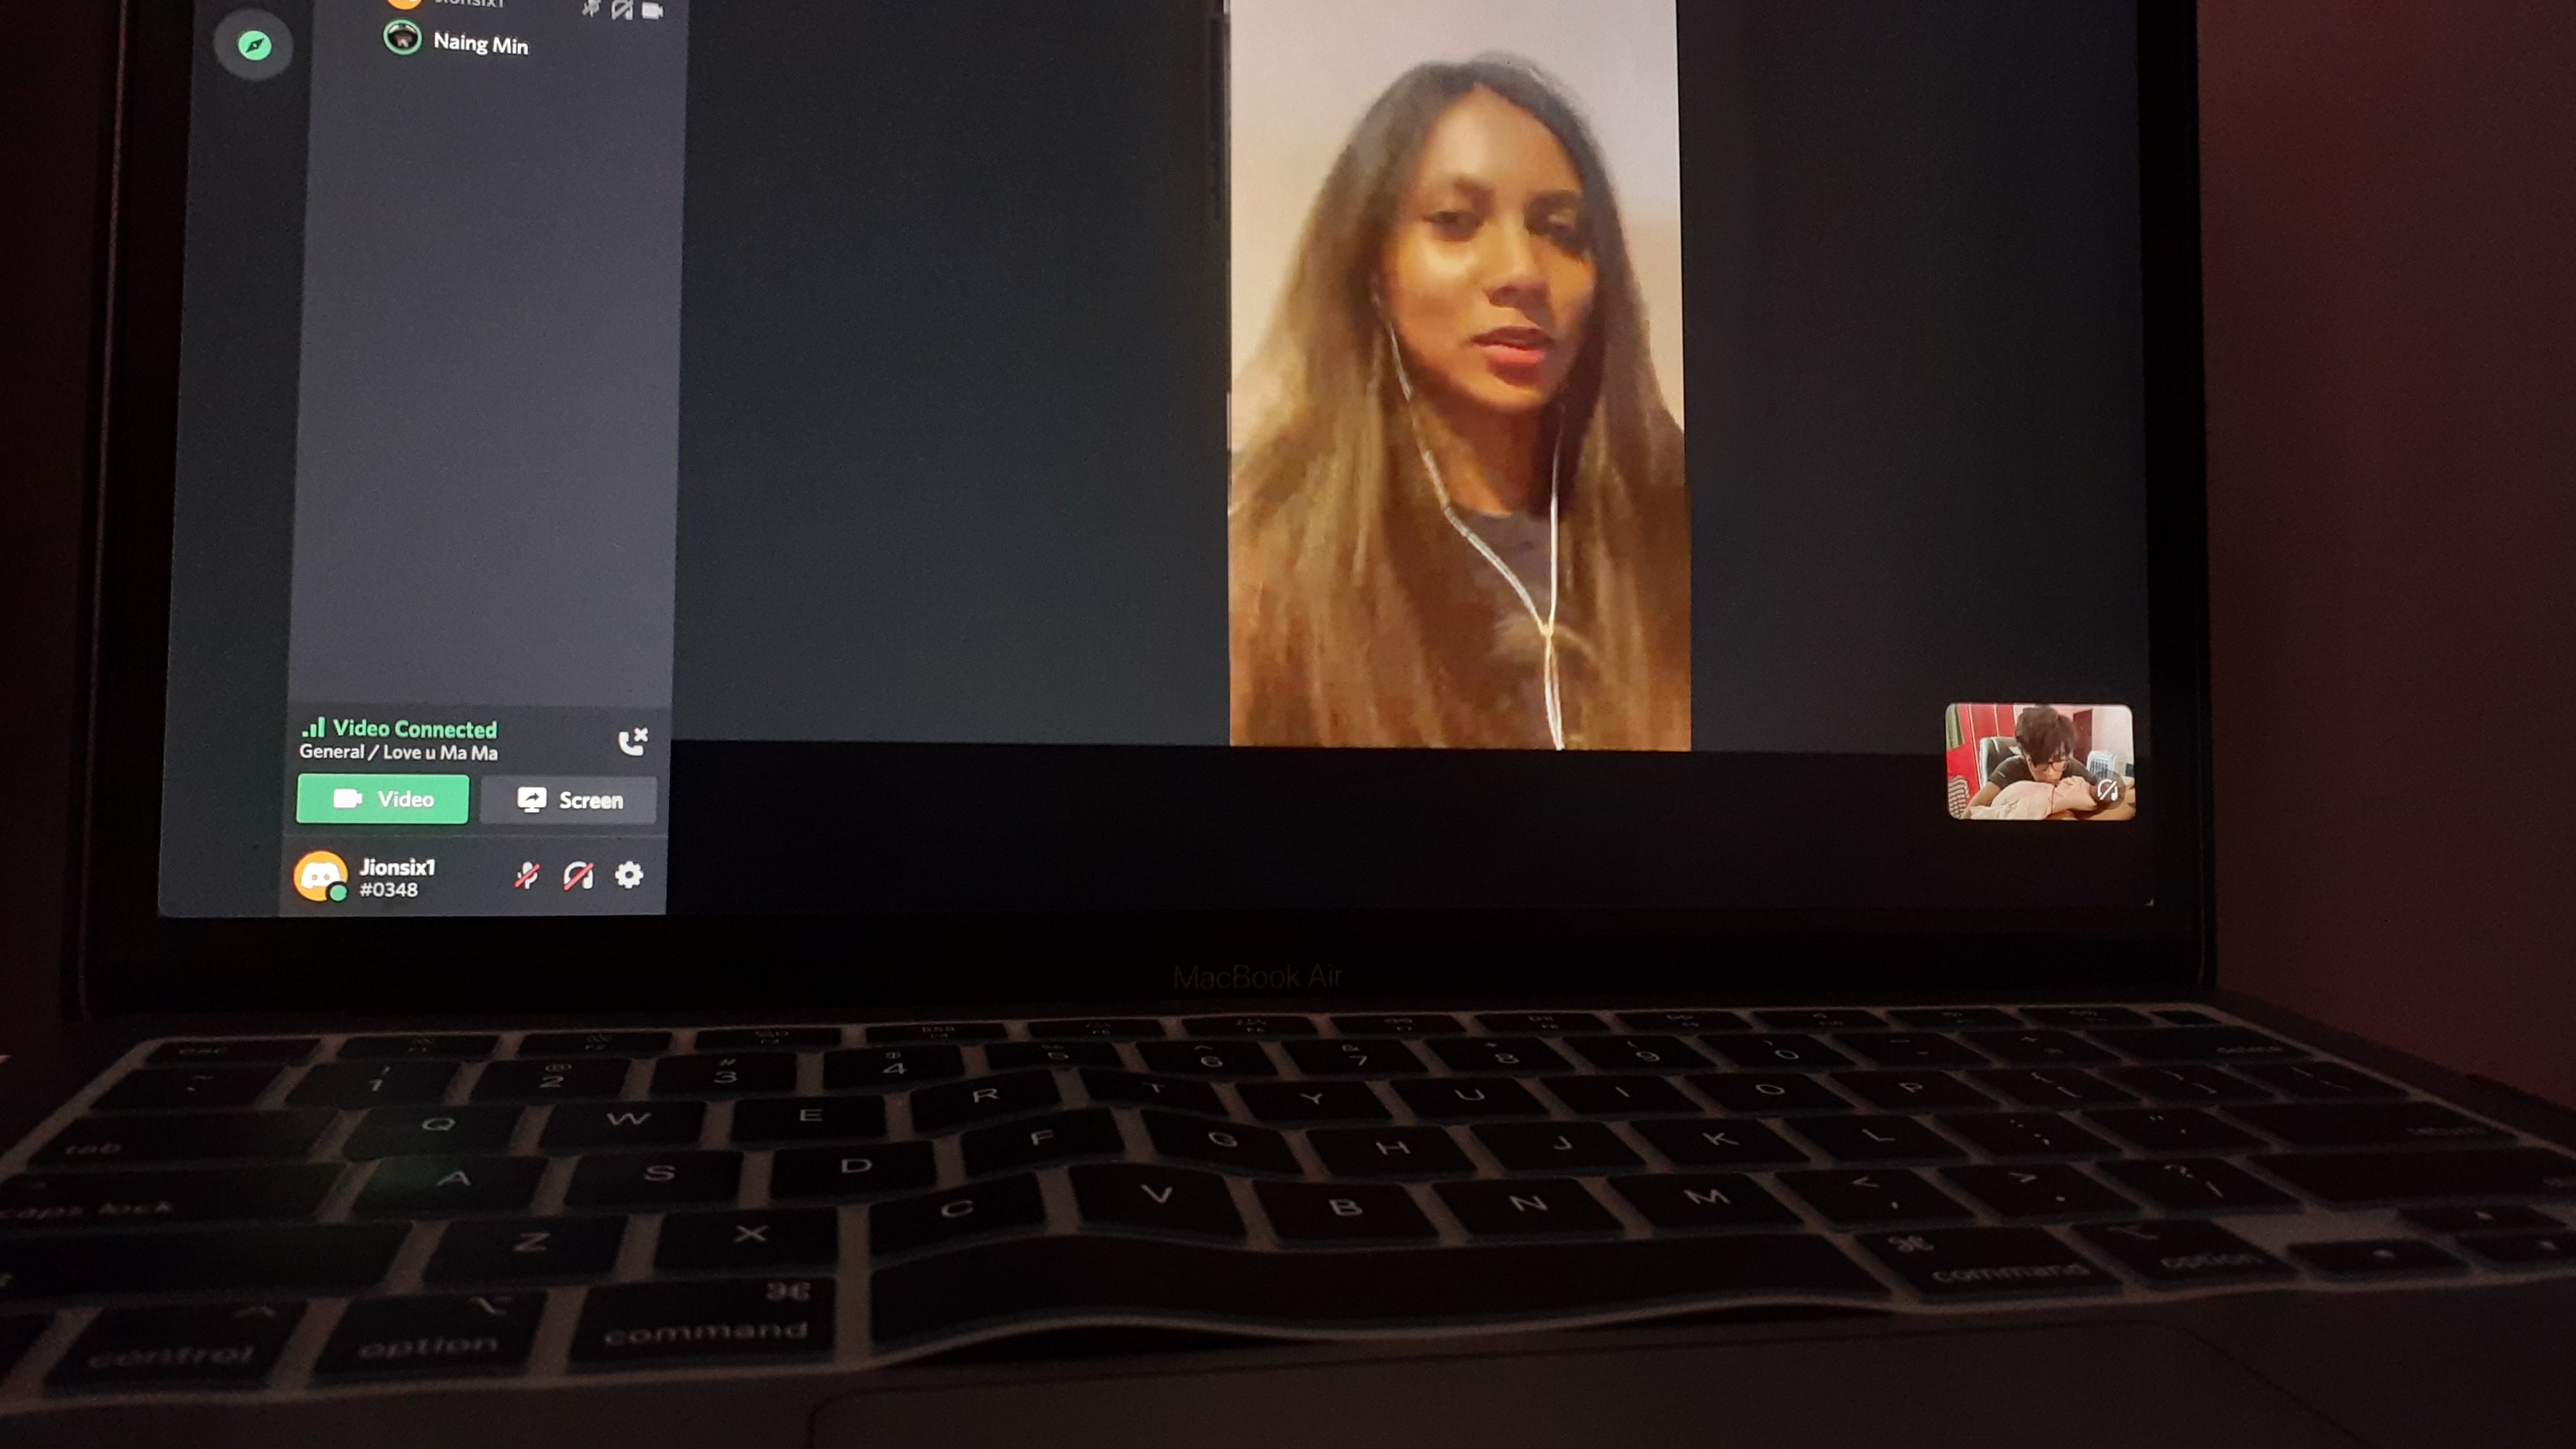 Jionsix1
Naing Min
Video Connected
General / Love u Ma Ma
Video
Screen
Jionsix1
#0348
MacBook Air
esc
1 2 3 4 5 6 7 8 9 0
tab Q W E R T Y U I O P
caps lock A S D F G H J K L
Z X C V B N M < , > . ? /
control option command command option